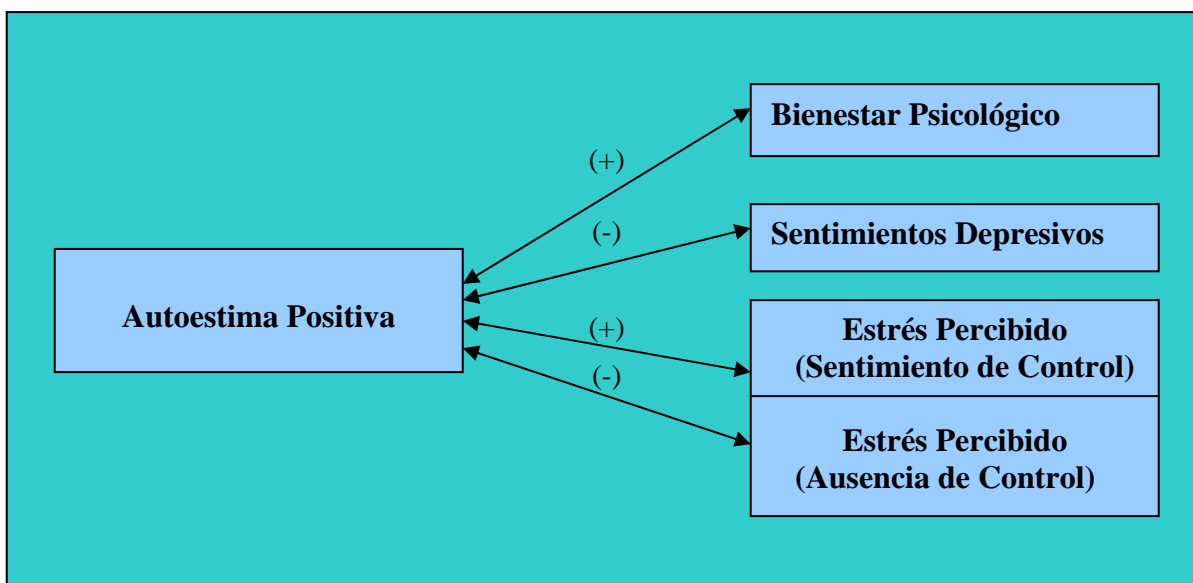 Bienestar Psicológico
(+)
Sentimientos Depresivos
(-)
Autoestima Positiva
(+)
Estrés Percibido
(Sentimiento de Control)
(-)
Estrés Percibido
(Ausencia de Control)